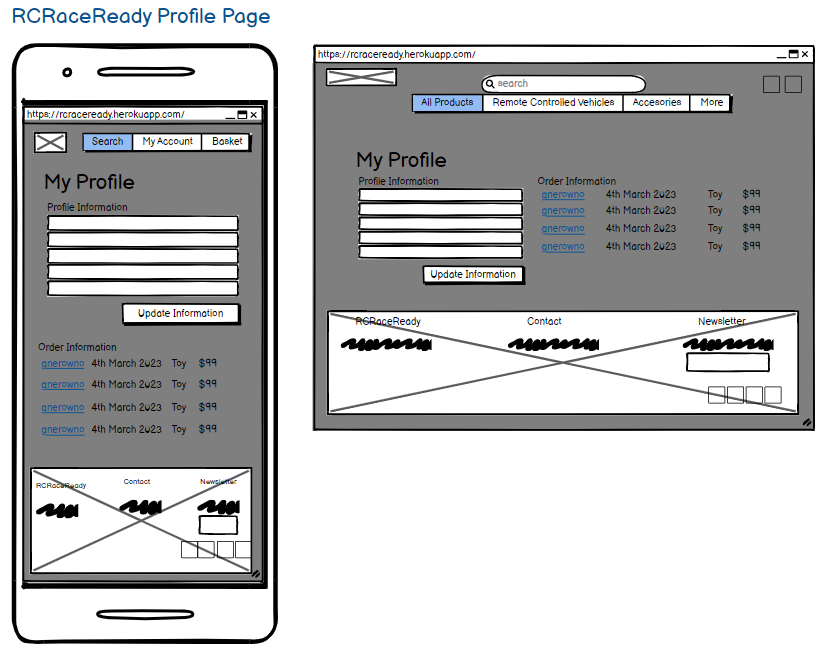 RCRaceReady Profile Page
https://rcraceready.herokuapp.com/
Search My Account Basket
My Profile
Profile Information
Update Information
Order Information
gnerowno 4th March 2023 Toy $99
gnerowno 4th March 2023 Toy $99
gnerowno 4th March 2023 Toy $99
gnerowno 4th March 2023 Toy $99
RCRaceReady Contact Newsletter
https://rcraceready.herokuapp.com/
search
All Products Remote Controlled Vehicles Accesories More
My Profile
Profile Information
Update Information
Order Information
gnerowno 4th March 2023 Toy $99
gnerowno 4th March 2023 Toy $99
gnerowno 4th March 2023 Toy $99
gnerowno 4th March 2023 Toy $99
RCRaceReady Contact Newsletter